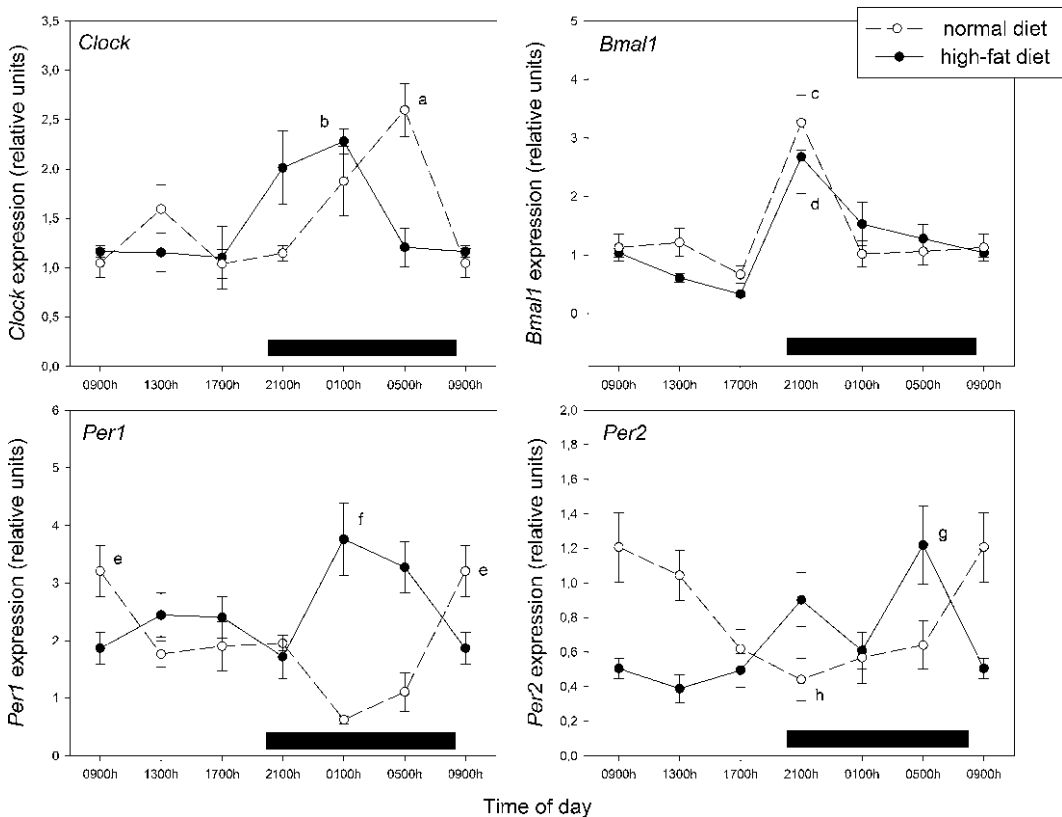 normal diet
high-fat diet
Clock
Clock expression (relative units)
3,5
3,0
2,5
2,0
1,5
1,0
0,5
0,0
b
a
0900h 1300h 1700h 2100h 0100h 0500h 0900h
Bmal1
Bmal1 expression (relative units)
5
4
3
2
1
0
c
d
0900h 1300h 1700h 2100h 0100h 0500h 0900h
Per1
Per1 expression (relative units)
6
5
4
3
2
1
0
e
f
e
0900h 1300h 1700h 2100h 0100h 0500h 0900h
Per2
Per2 expression (relative units)
2,0
1,8
1,6
1,4
1,2
1,0
0,8
0,6
0,4
0,2
0,0
g
h
0900h 1300h 1700h 2100h 0100h 0500h 0900h
Time of day